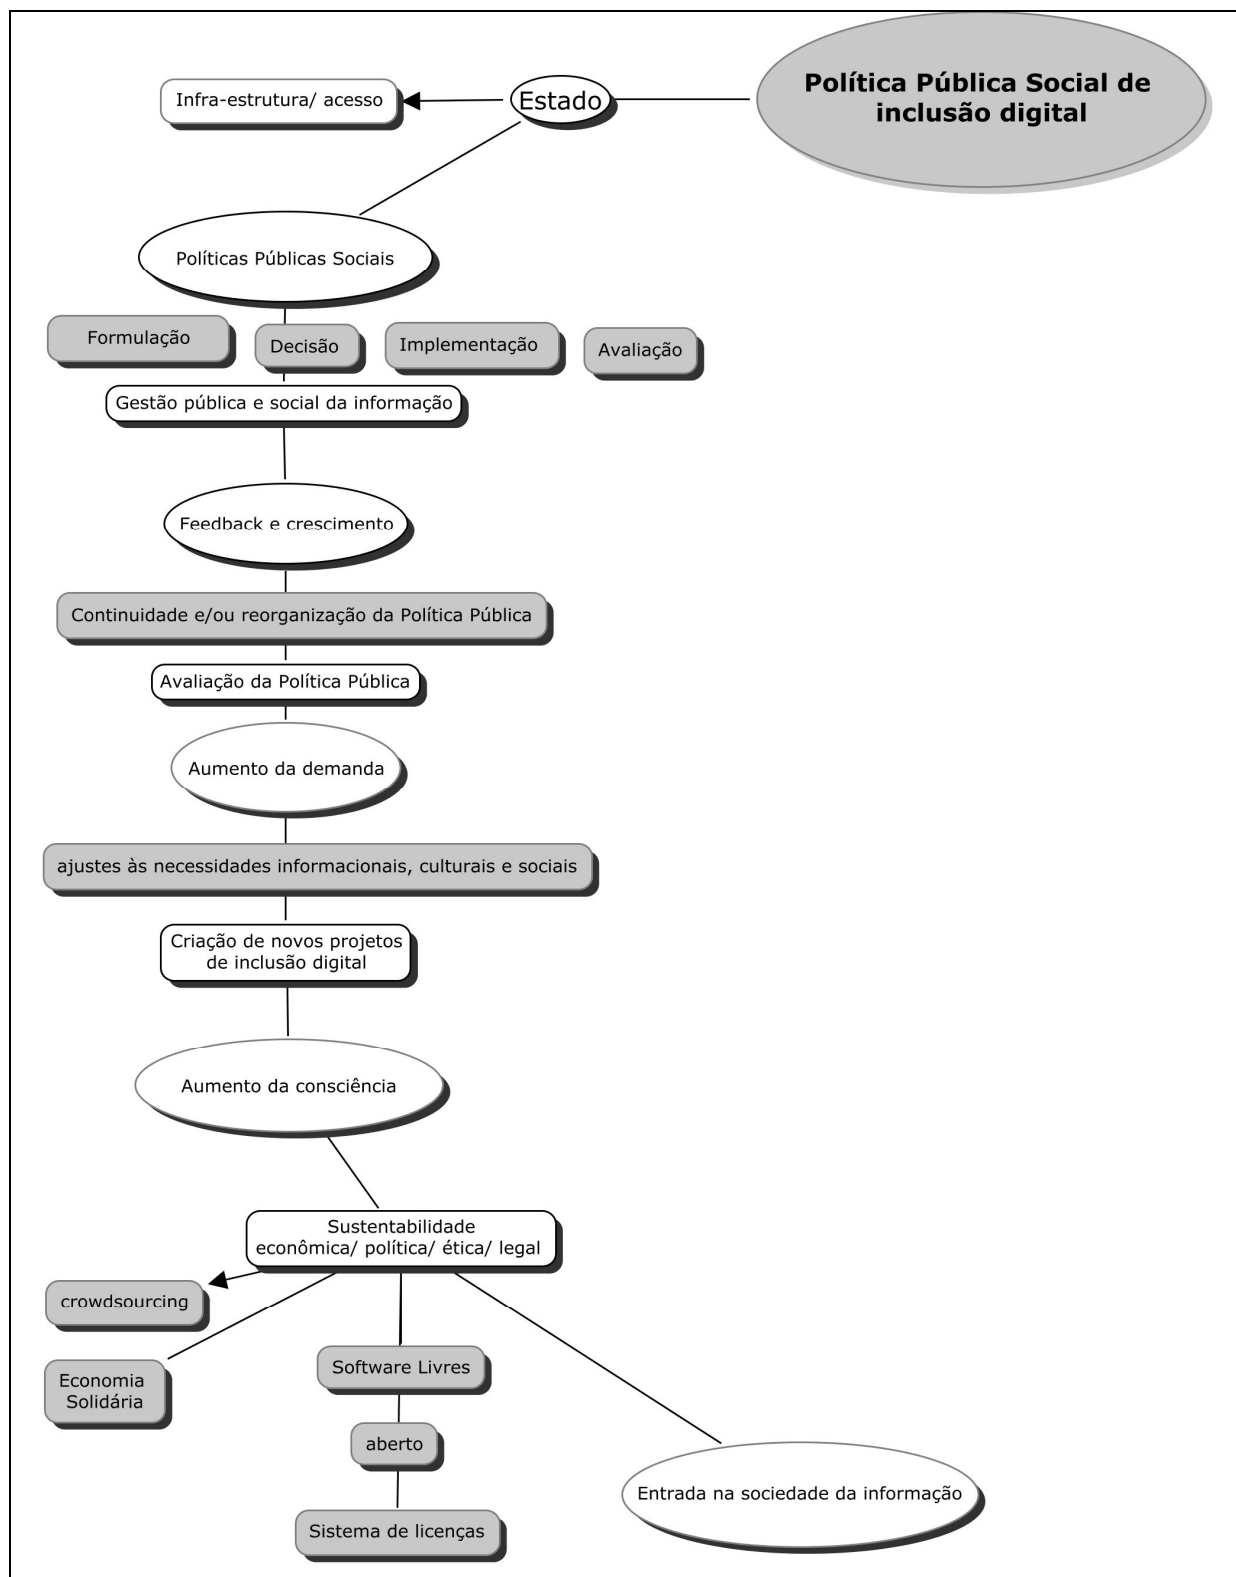 Política Pública Social de
inclusão digital
Estado
Infra-estrutura/ acesso
Políticas Públicas Sociais
Formulação
Decisão
Implementação
Avaliação
Gestão pública e social da informação
Feedback e crescimento
Continuidade e/ou reorganização da Política Pública
Avaliação da Política Pública
Aumento da demanda
ajustes às necessidades informacionais, culturais e sociais
Criação de novos projetos
de inclusão digital
Aumento da consciência
Sustentabilidade
econômica/ política/ ética/ legal
crowdsourcing
Economia
Solidária
Software Livres
aberto
Sistema de licenças
Entrada na sociedade da informação